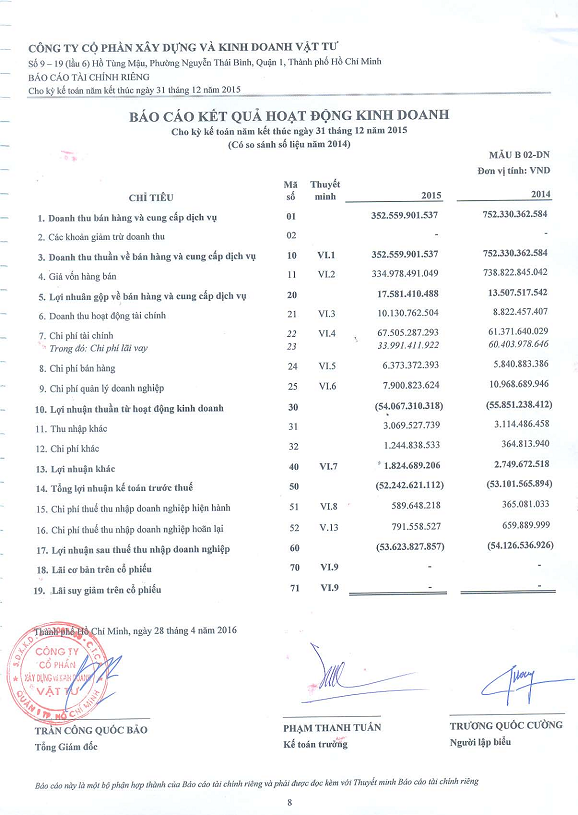 CÔNG TY CỔ PHẦN XÂY DỰNG VÀ KINH DOANH VẬT TƯ
Số 9 – 19 (lầu 6) Hồ Tùng Mậu, Phường Nguyễn Thái Bình, Quận 1, Thành phố Hồ Chí Minh
BÁO CÁO TÀI CHÍNH RIÊNG
Cho kỳ kế toán năm kết thúc ngày 31 tháng 12 năm 2015
BÁO CÁO KẾT QUẢ HOẠT ĐỘNG KINH DOANH
Cho kỳ kế toán năm kết thúc ngày 31 tháng 12 năm 2015
(Có so sánh số liệu năm 2014)
MẪU B 02-DN
Đơn vị tính: VND
CHỈ TIÊU Mã số Thuyết minh 2015 2014
1. Doanh thu bán hàng và cung cấp dịch vụ 01 352.559.901.537 752.330.362.584
2. Các khoản giảm trừ doanh thu 02 - -
3. Doanh thu thuần về bán hàng và cung cấp dịch vụ 10 VI.1 352.559.901.537 752.330.362.584
4. Giá vốn hàng bán 11 VI.2 334.978.491.049 738.822.845.042
5. Lợi nhuân gộp về bán hàng và cung cấp dịch vụ 20 17.581.410.488 13.507.517.542
6. Doanh thu hoạt động tài chính 21 VI.3 10.130.762.504 8.822.457.407
7. Chi phí tài chính 22 VI.4 67.505.287.293 61.371.640.029
Trong đó: Chi phí lãi vay 23 33.991.411.922 60.403.978.646
8. Chi phí bán hàng 24 VI.5 6.373.372.393 5.840.883.386
9. Chi phí quản lý doanh nghiệp 25 VI.6 7.900.823.624 10.968.689.946
10. Lợi nhuận thuần từ hoạt động kinh doanh 30 (54.067.310.318) (55.851.238.412)
11. Thu nhập khác 31 3.069.527.739 3.114.486.458
12. Chi phí khác 32 1.244.838.533 364.813.940
13. Lợi nhuận khác 40 VI.7 1.824.689.206 2.749.672.518
14. Tổng lợi nhuận kế toán trước thuế 50 (52.242.621.112) (53.101.565.894)
15. Chi phí thuế thu nhập doanh nghiệp hiện hành 51 VI.8 589.648.218 365.081.033
16. Chi phí thuế thu nhập doanh nghiệp hoãn lại 52 V.13 791.558.527 659.889.999
17. Lợi nhuận sau thuế thu nhập doanh nghiệp 60 (53.623.827.857) (54.126.536.926)
18. Lãi cơ bản trên cổ phiếu 70 VI.9 - -
19. Lãi suy giảm trên cổ phiếu 71 VI.9 - -
Thành phố Hồ Chí Minh, ngày 28 tháng 4 năm 2016
CÔNG TY
CỔ PHẦN
XÂY DỰNG VÀ KINH DOANH
VẬT TƯ
QUẬN 1 TP. HỒ CHÍ MINH
TRẦN CÔNG QUỐC BẢO
Tổng Giám đốc
PHẠM THANH TUẤN
Kế toán trưởng
TRƯƠNG QUỐC CƯỜNG
Người lập biểu
Báo cáo này là một bộ phận hợp thành của Báo cáo tài chính riêng và phải được đọc kèm với Thuyết minh Báo cáo tài chính riêng
8